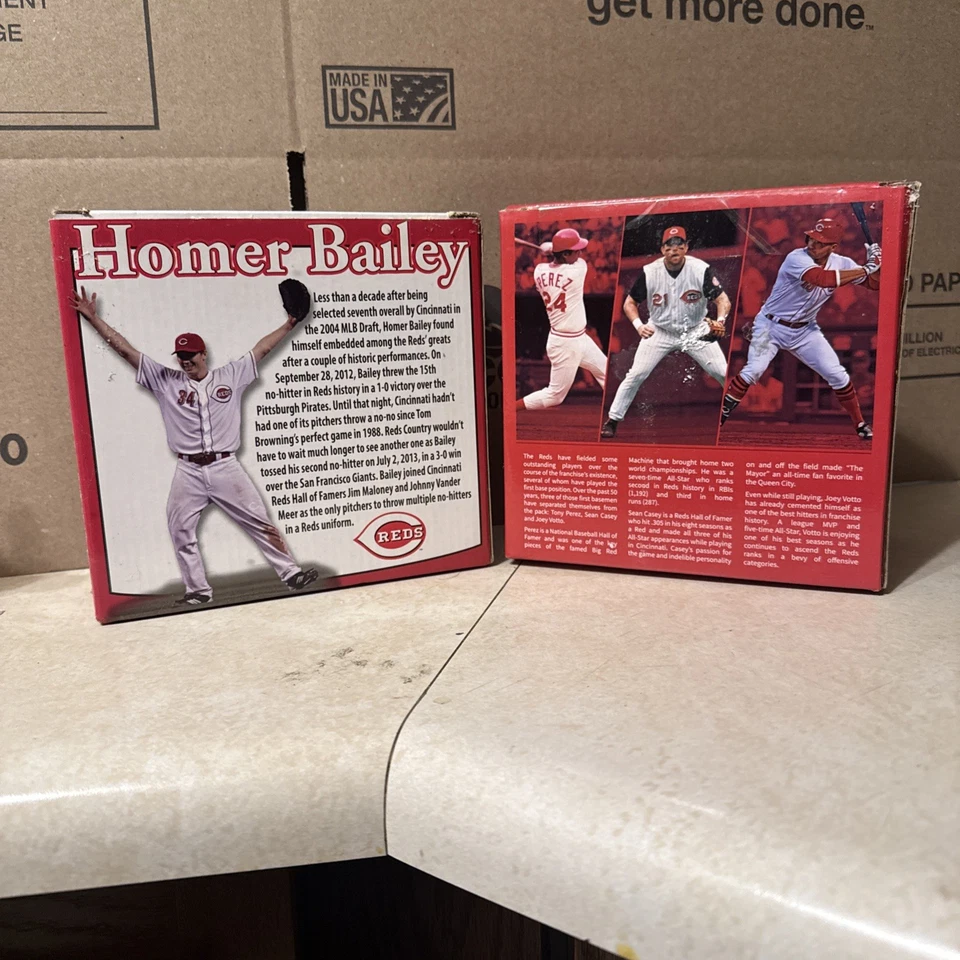 ENT
GE
get more done.™
MADE IN
USA
O
O PAP
ILLION
OF ELECTRIC
Homer Bailey
Less than a decade after being
selected seventh overall by Cincinnati in
the 2004 MLB Draft, Homer Bailey found
himself embedded among the Reds' greats
after a couple of historic performances. On
September 28, 2012, Bailey threw the 15th
no-hitter in Reds history in a 1-0 victory over the
Pittsburgh Pirates. Until that night, Cincinnati hadn't
had one of its pitchers throw a no-no since Tom
Browning's perfect game in 1988. Reds Country wouldn't
have to wait much longer to see another one as Bailey
tossed his second no-hitter on July 2, 2013, in a 3-0 win
over the San Francisco Giants. Bailey joined Cincinnati
Reds Hall of Famers Jim Maloney and Johnny Vander
Meer as the only pitchers to throw multiple no-hitters
in a Reds uniform.
REDS
34
REDS
PEREZ
24
21
REDS
The Reds have fielded some
outstanding players over the
course of the franchise's existence,
several of whom have played the
first base position. Over the past 50
years, three of those first basemen
have separated themselves from
the pack: Tony Perez, Sean Casey
and Joey Votto.
Perez is a National Baseball Hall of
Famer and was one of the key
pieces of the famed Big Red
Machine that brought home two
world championships. He was a
seven-time All-Star who ranks
second in Reds history in RBIs
(1,192) and third in home
runs (287).
Sean Casey is a Reds Hall of Famer
who hit .305 in his eight seasons as
a Red and made all three of his
All-Star appearances while playing
in Cincinnati. Casey's passion for
the game and indelible personality
on and off the field made "The
Mayor" an all-time fan favorite in
the Queen City.
Even while still playing, Joey Votto
has already cemented himself as
one of the best hitters in franchise
history. A league MVP and
five-time All-Star, Votto is enjoying
one of his best seasons as he
continues to ascend the Reds
ranks in a bevy of offensive
categories.